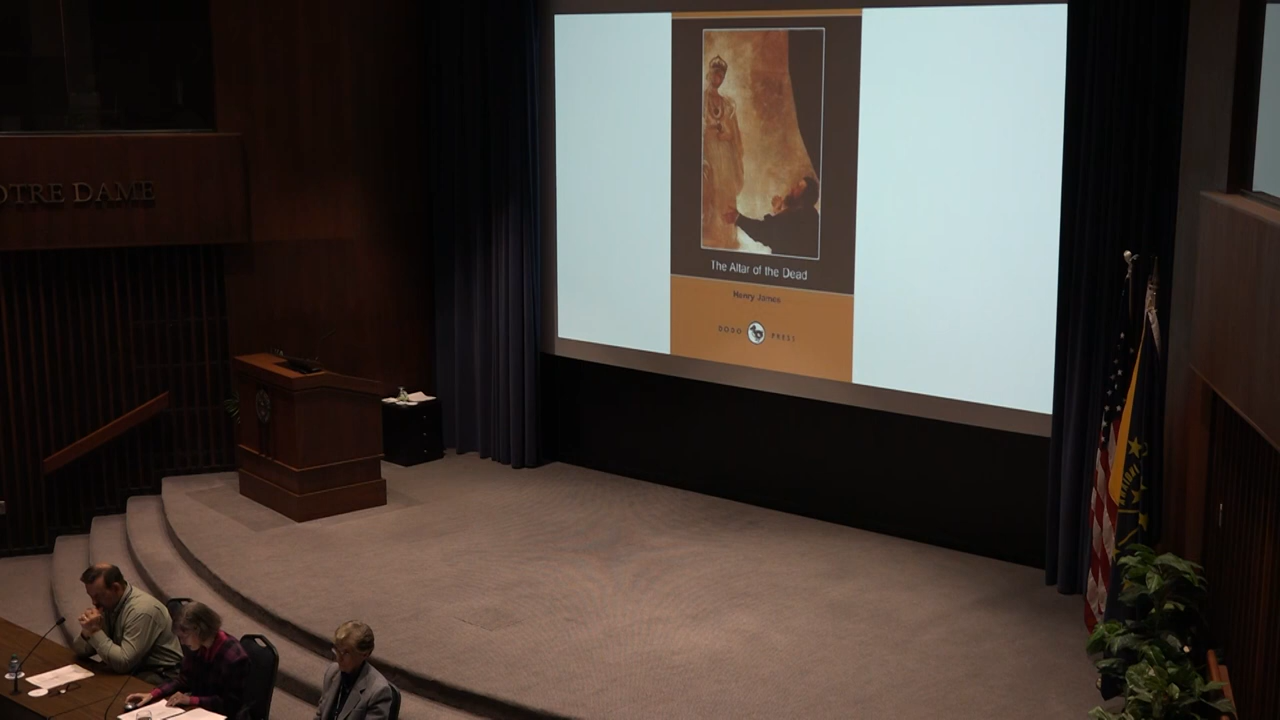 OTRE DAME
The Altar of the Dead
Henry James
DODO PRESS